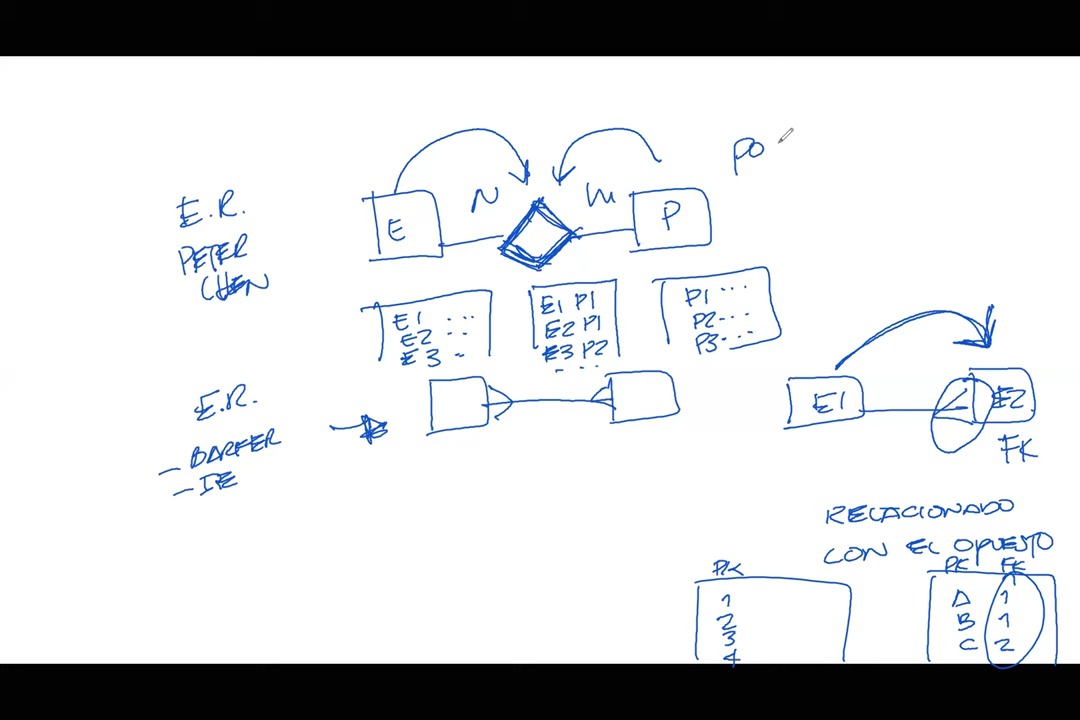 po
E.R.
PETER
CHEN
E
N
M
P
E1 ...
E2 ...
E3 ..
E1 P1
E2 P1
E3 P2
....
P1 ...
P2 ...
P3 ...
E.R.
- BARKER
- IE
E1
E2
FK
RELACIONADO
CON EL OPUESTO
PK
1
2
3
4
PK FK
A 1
B 1
C 2